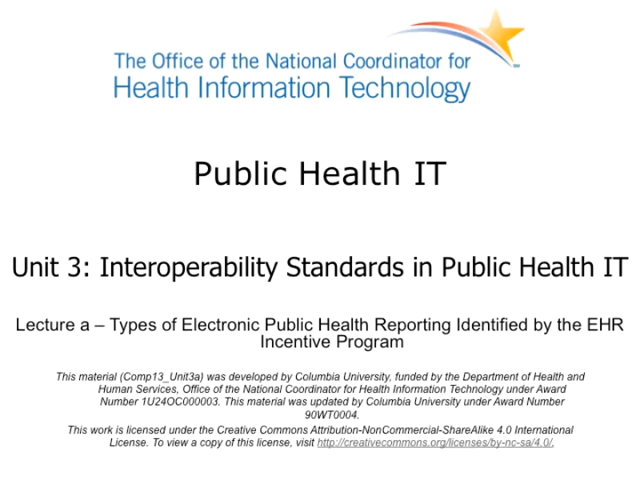 The Office of the National Coordinator for
Health Information Technology
Public Health IT
Unit 3: Interoperability Standards in Public Health IT
Lecture a – Types of Electronic Public Health Reporting Identified by the EHR
Incentive Program
This material (Comp13_Unit3a) was developed by Columbia University, funded by the Department of Health and
Human Services, Office of the National Coordinator for Health Information Technology under Award
Number 1U24OC000003. This material was updated by Columbia University under Award Number
90WT0004.
This work is licensed under the Creative Commons Attribution-NonCommercial-ShareAlike 4.0 International
License. To view a copy of this license, visit http://creativecommons.org/licenses/by-nc-sa/4.0/.